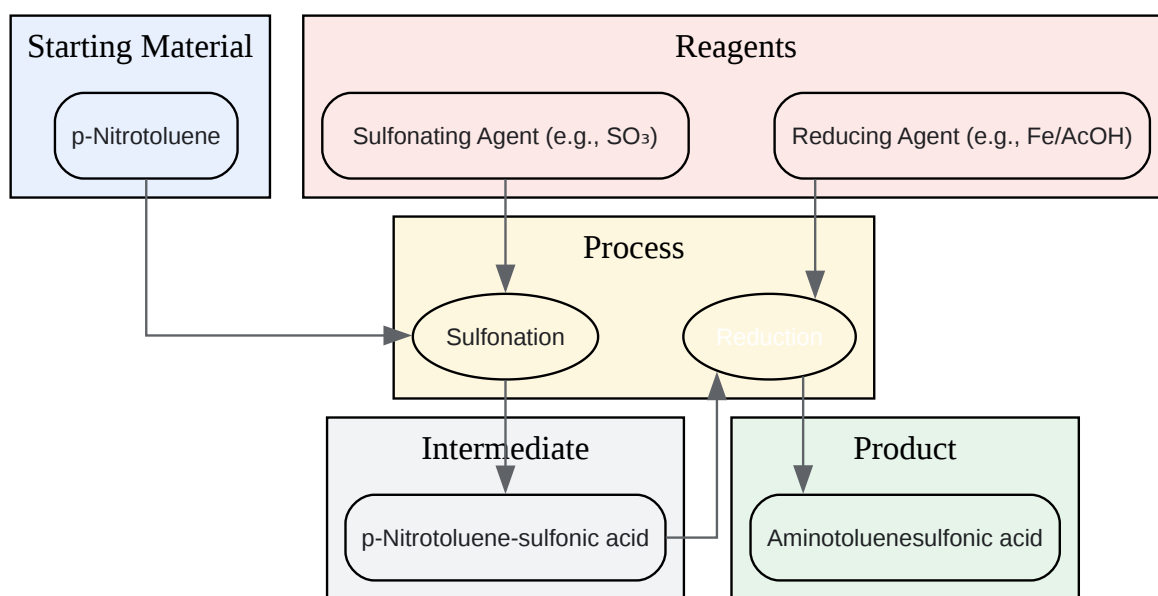 Starting Material
p-Nitrotoluene
Reagents
Sulfonating Agent (e.g., SO₃)
Reducing Agent (e.g., Fe/AcOH)
Process
Sulfonation
Reduction
Intermediate
p-Nitrotoluene-sulfonic acid
Product
Aminotoluenesulfonic acid